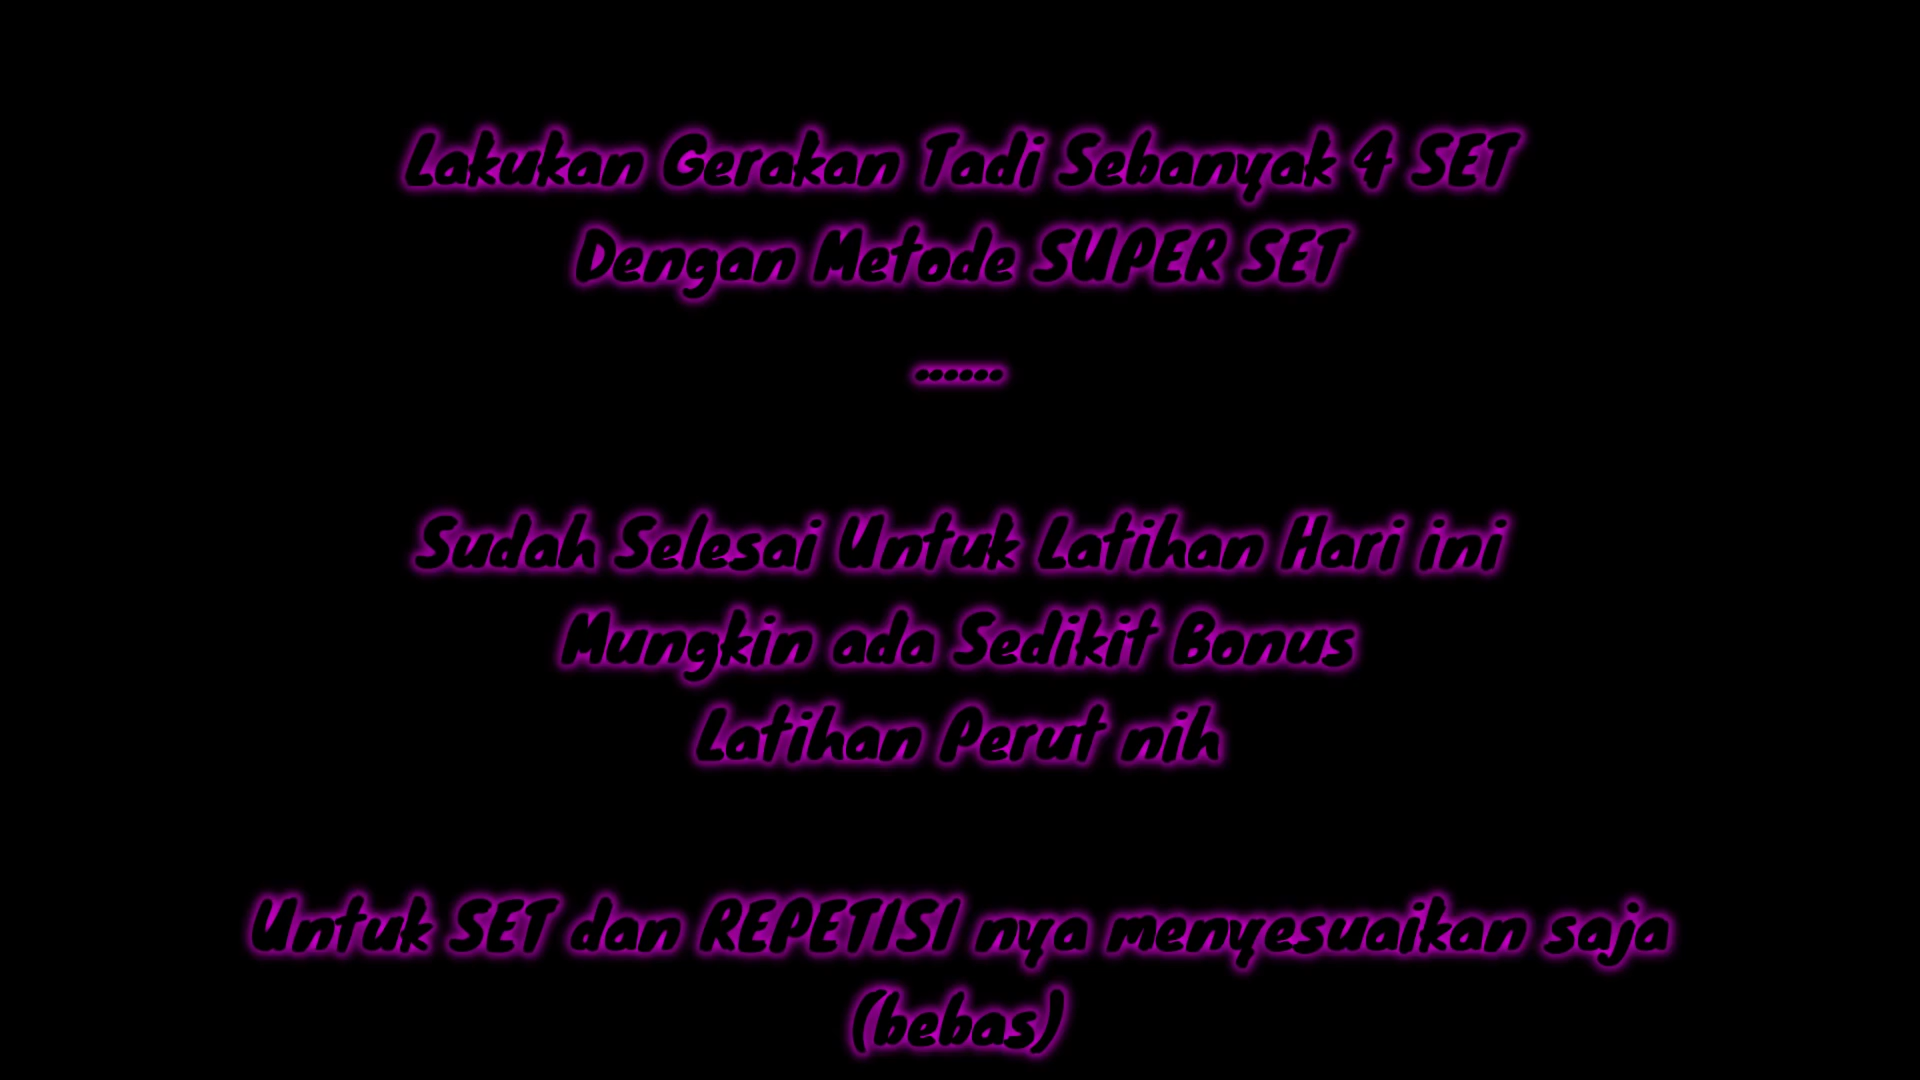 Lakukan Gerakan Tadi Sebanyak 4 SET
Dengan Metode SUPER SET
......
Sudah Selesai Untuk Latihan Hari ini
Mungkin ada Sedikit Bonus
Latihan Perut nih
Untuk SET dan REPETISI nya menyesuaikan saja
(bebas)